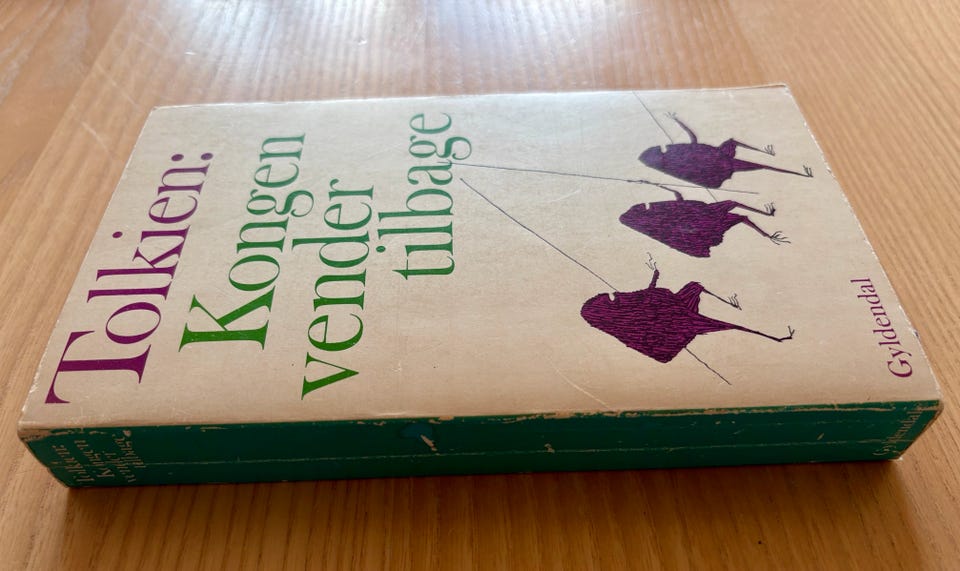 Tolkien:
Kongen
vender
tilbage
Gyldendal